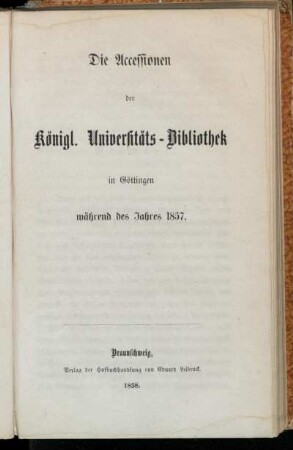 Die Accessionen
der
Königl. Universitäts-Bibliothek
in Göttingen
während des Jahres 1857.
Braunschweig,
Verlag der Hofbuchhandlung von Eduard Leibrock.
1858.